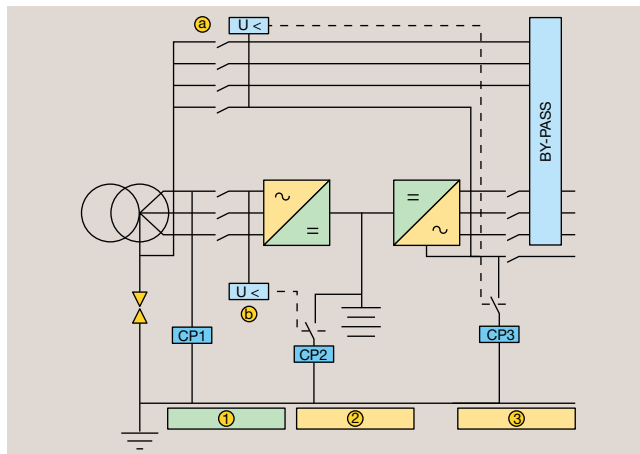 a
U <
BY-PASS
~
=
=
~
U <
b
CP1
CP2
CP3
1
2
3